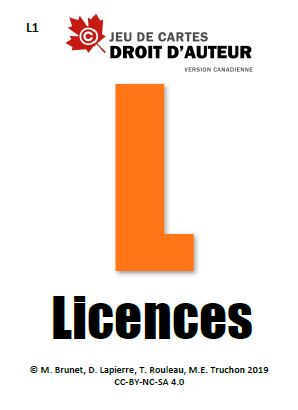 L1
© JEU DE CARTES
DROIT D'AUTEUR
VERSION CANADIENNE
L
Licences
© M. Brunet, D. Lapierre, T. Rouleau, M.E. Truchon 2019
CC-BY-NC-SA 4.0